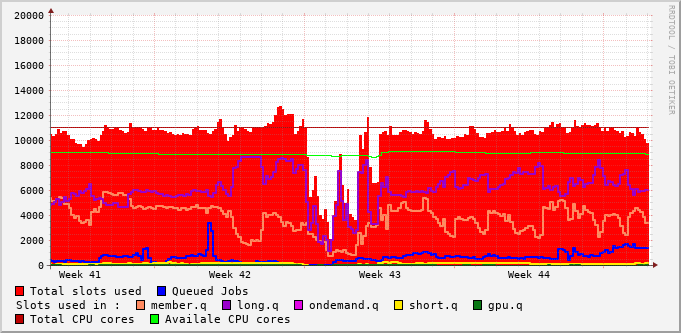 20000
18000
16000
14000
12000
10000
8000
6000
4000
2000
0
Week 41 Week 42 Week 43 Week 44
Total slots used Queued Jobs
Slots used in : member.q long.q ondemand.q short.q gpu.q
Total CPU cores Availale CPU cores
RRDTOOL / TOBI OETIKER